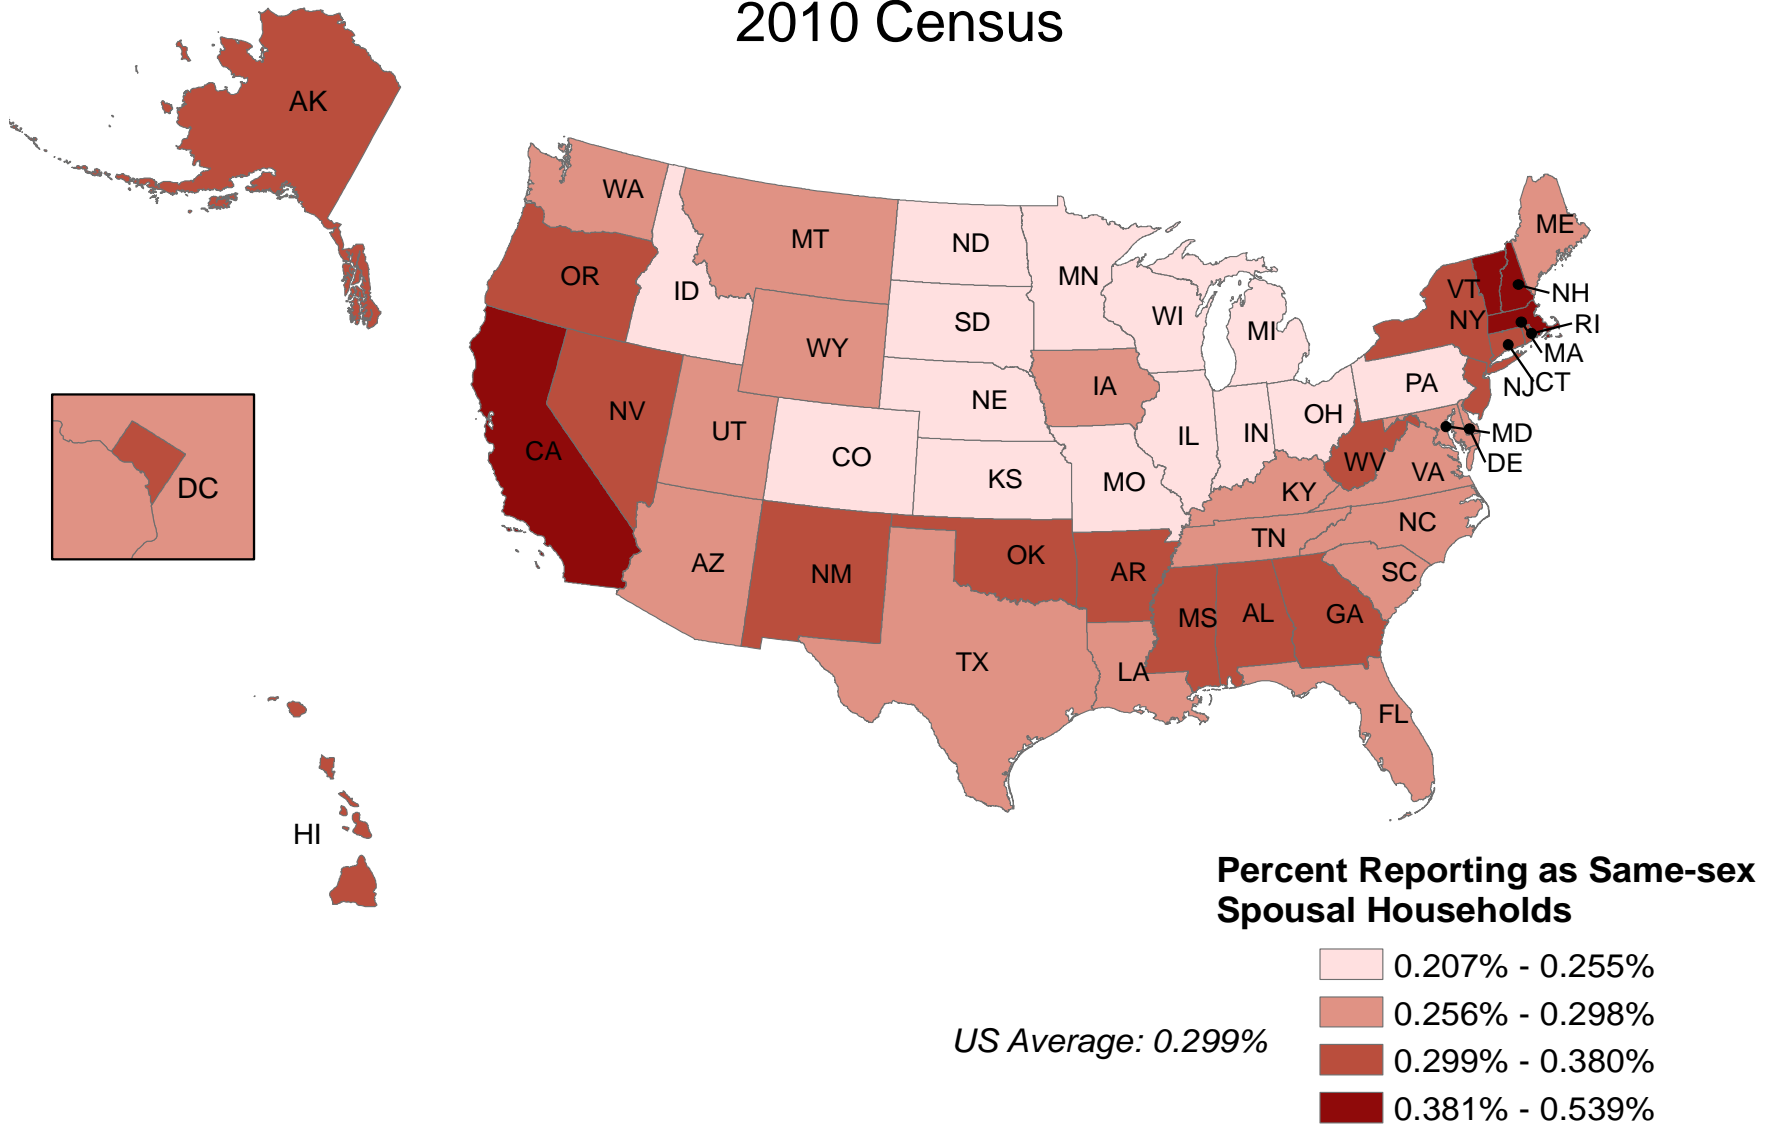 2010 Census
AK
WA
MT
ND
MN
ME
OR
ID
SD
WI
MI
VT
NH
NY
RI
WY
MA
IA
PA
NJ
CT
NV
UT
NE
IL
IN
OH
MD
CA
CO
KS
MO
KY
WV
VA
DE
DC
AZ
NM
OK
AR
TN
NC
SC
MS
AL
GA
TX
LA
FL
HI
Percent Reporting as Same-sex
Spousal Households
0.207% - 0.255%
0.256% - 0.298%
US Average: 0.299%
0.299% - 0.380%
0.381% - 0.539%